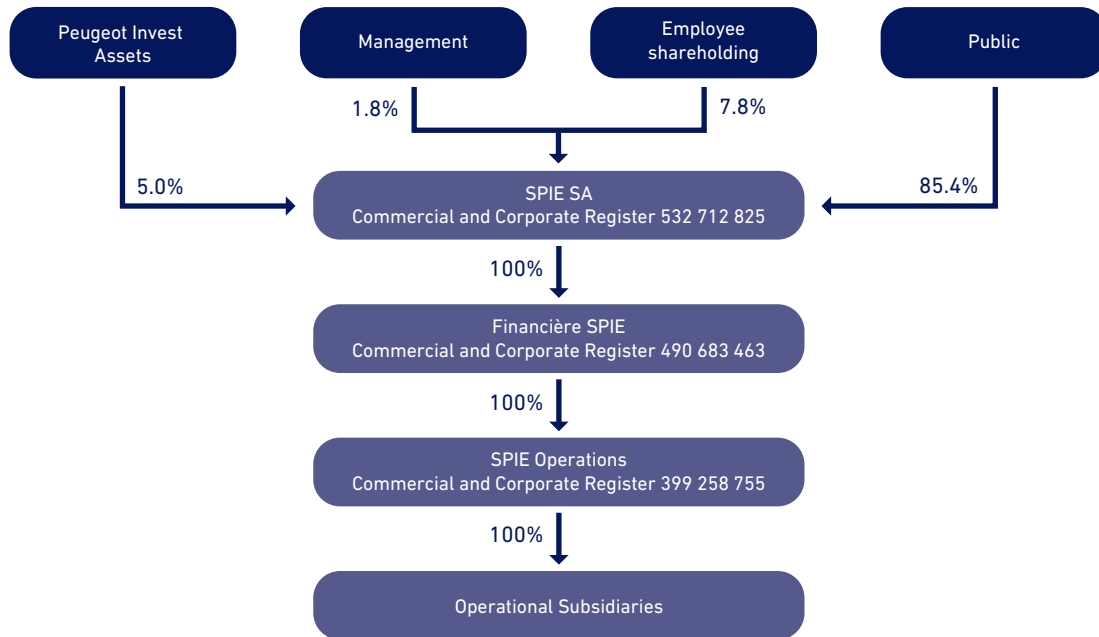 Peugeot Invest
Assets
Management
Employee
shareholding
Public
1.8%
7.8%
5.0%
85.4%
SPIE SA
Commercial and Corporate Register 532 712 825
100%
Financière SPIE
Commercial and Corporate Register 490 683 463
100%
SPIE Operations
Commercial and Corporate Register 399 258 755
100%
Operational Subsidiaries